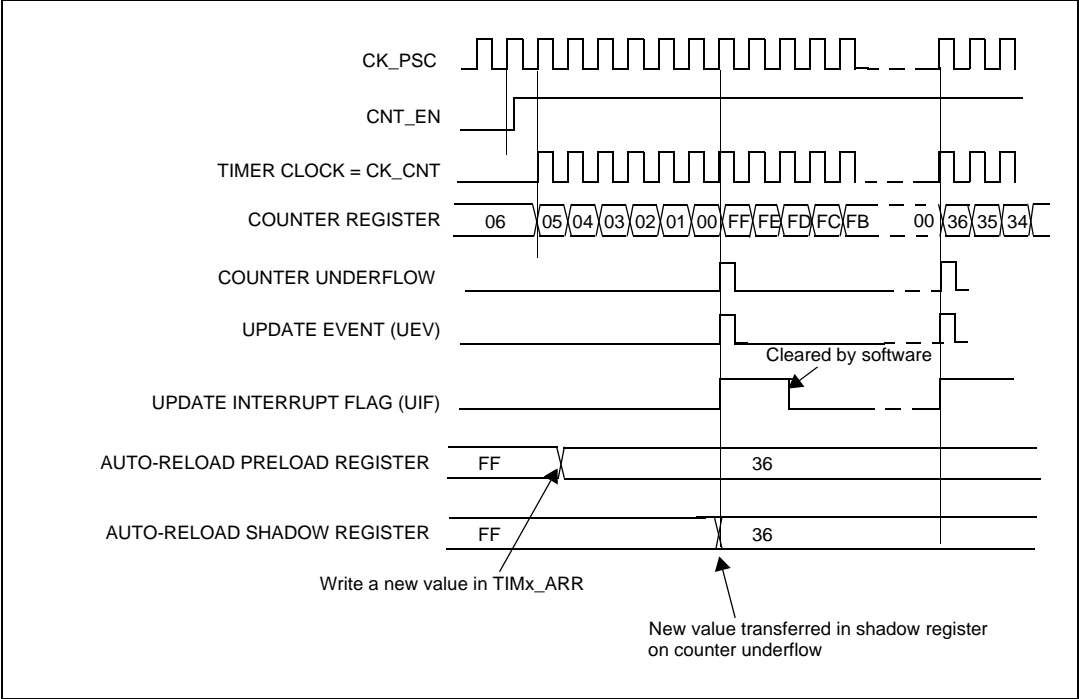 CK_PSC
CNT_EN
TIMER CLOCK = CK_CNT
COUNTER REGISTER 06 05 04 03 02 01 00 FF FE FD FC FB 00 36 35 34
COUNTER UNDERFLOW
UPDATE EVENT (UEV)
Cleared by software
UPDATE INTERRUPT FLAG (UIF)
AUTO-RELOAD PRELOAD REGISTER FF 36
AUTO-RELOAD SHADOW REGISTER FF 36
Write a new value in TIMx_ARR
New value transferred in shadow register
on counter underflow